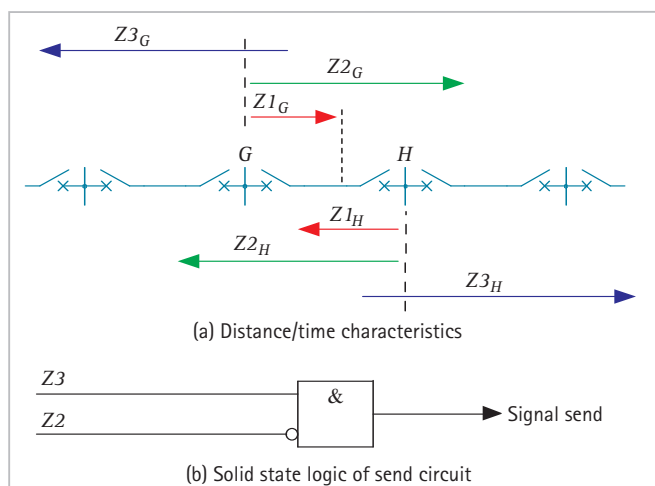 Z3G
Z2G
Z1G
G H
Z1H
Z2H
Z3H
(a) Distance/time characteristics
Z3
&
Signal send
Z2
(b) Solid state logic of send circuit